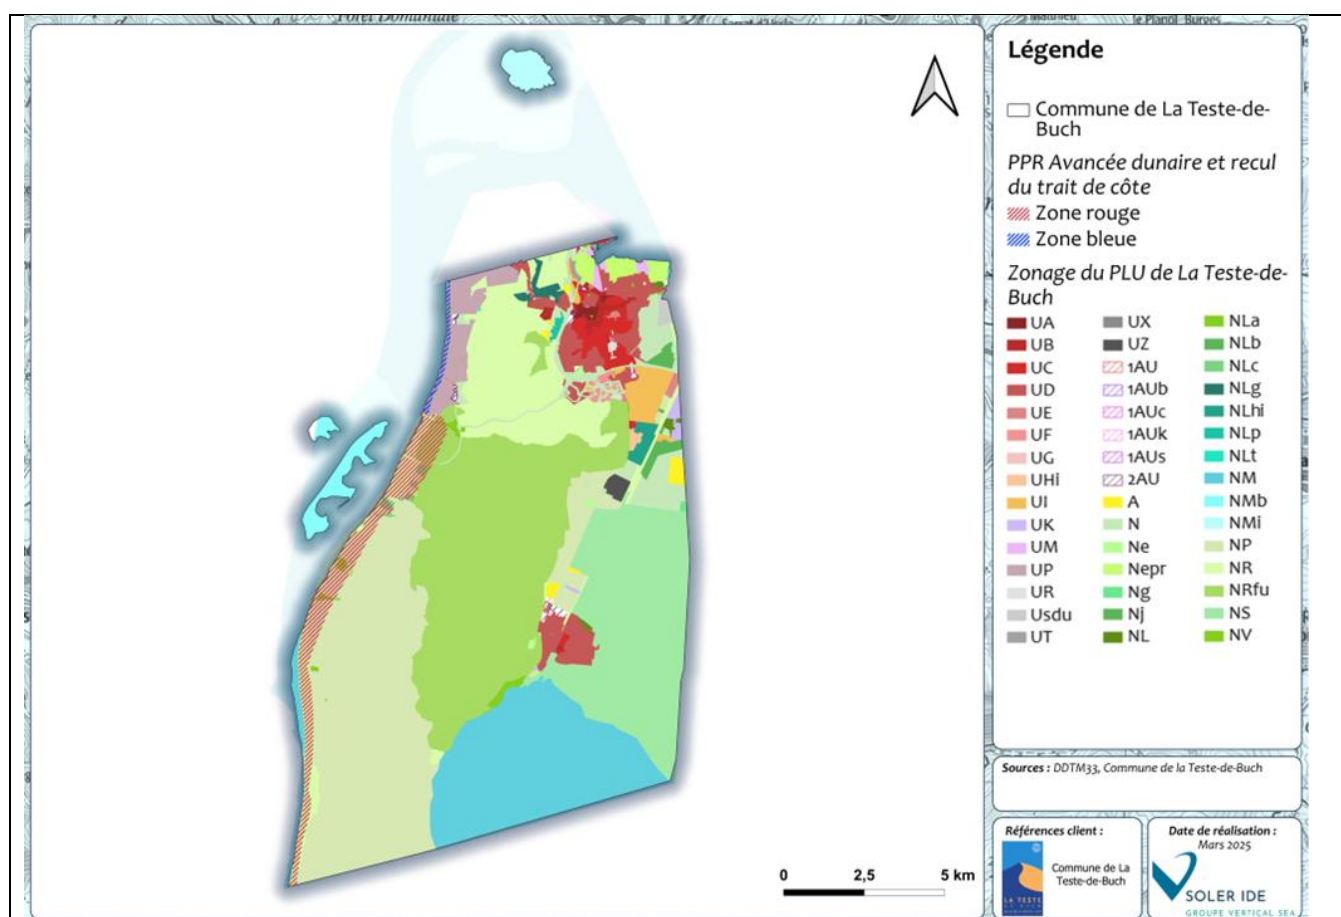 Légende
Commune de La Teste-de-
Buch
PPR Avancée dunaire et recul
du trait de côte
Zone rouge
Zone bleue
Zonage du PLU de La Teste-de-
Buch
UA
UB
UC
UD
UE
UF
UG
UHi
UI
UK
UM
UP
UR
Usdu
UT
UX
UZ
1AU
1AUb
1AUc
1AUk
1AUs
2AU
A
N
Ne
Nepr
Ng
Nj
NL
NLa
NLb
NLc
NLg
NLhi
NLp
NLt
NM
NMb
NMi
NP
NR
NRfu
NS
NV
0 2,5 5 km
Sources : DDTM33, Commune de la Teste-de-Buch
Références client :
Commune de La
Teste-de-Buch
LA TESTE
Date de réalisation :
Mars 2025
SOLER IDE
GROUPE VERTICAL SEA